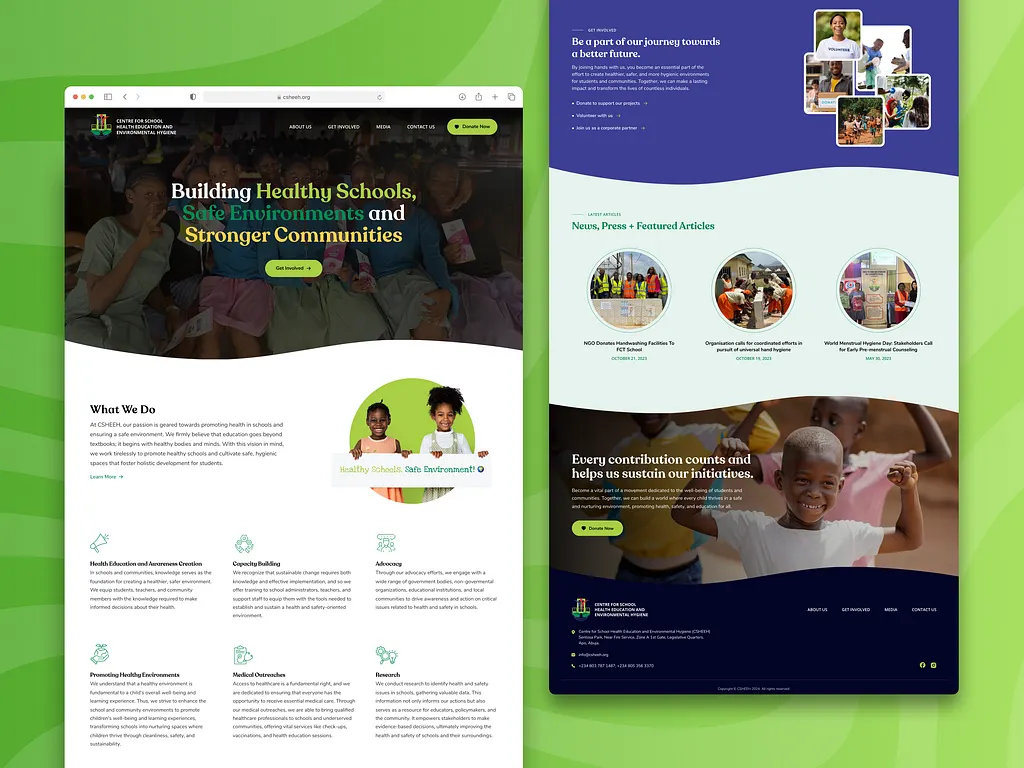 csheeh.org
CENTRE FOR SCHOOL
HEALTH EDUCATION AND
ENVIRONMENTAL HYGIENE
ABOUT US
GET INVOLVED
MEDIA
CONTACT US
Donate Now
Building Healthy Schools,
Safe Environments and
Stronger Communities
Get Involved →
What We Do
At CSHEEH, our passion is geared towards promoting health in schools and
ensuring a safe environment. We firmly believe that education goes beyond
textbooks; it begins with healthy bodies and minds. With this vision in mind,
we work tirelessly to promote healthy schools and cultivate safe, hygienic
spaces that foster holistic development for students.
Learn More →
Healthy Schools. Safe Environment!
Health Education and Awareness Creation
In schools and communities, knowledge serves as the
foundation for creating a healthier, safer environment.
We equip students, teachers, and community
members with the knowledge required to make
informed decisions about their health.
Capacity Building
We recognize that sustainable change requires both
knowledge and effective implementation, and so we
offer training to school administrators, teachers, and
support staff to equip them with the tools needed to
establish and sustain a health and safety-oriented
environment.
Advocacy
Through our advocacy efforts, we engage with a
wide range of government bodies, non-governmental
organizations, educational institutions, and local
communities to drive awareness and action on critical
issues related to health and safety in schools.
Promoting Healthy Environments
We understand that a healthy environment is
fundamental to a child's overall well-being and
learning experience. Thus, we strive to enhance the
school and community environments to promote
children's well-being and learning experiences,
transforming schools into nurturing spaces where
children thrive through cleanliness, safety, and
sustainability.
Medical Outreaches
Access to healthcare is a fundamental right, and we
are dedicated to ensuring that everyone has the
opportunity to receive essential medical care. Through
our medical outreaches, we are able to bring qualified
healthcare professionals to schools and underserved
communities, offering vital services like check-ups,
vaccinations, and health education sessions.
Research
We conduct research to identify health and safety
issues in schools, gathering valuable data. This
information not only informs our actions but also
serves as a resource for educators, policymakers, and
the community. It empowers stakeholders to make
evidence-based decisions, ultimately improving the
health and safety of schools and their surroundings.
GET INVOLVED
Be a part of our journey towards
a better future.
By joining hands with us, you become an essential part of the
effort to create healthier, safer, and more hygienic environments
for students and communities. Together, we can make a lasting
impact and transform the lives of countless individuals.
• Donate to support our projects →
• Volunteer with us →
• Join us as a corporate partner →
VOLUNTEER
DONATE
LATEST ARTICLES
News, Press + Featured Articles
NGO Donates Handwashing Facilities To
FCT School
OCTOBER 21, 2023
Organisation calls for coordinated efforts in
pursuit of universal hand hygiene
OCTOBER 19, 2023
World Menstrual Hygiene Day: Stakeholders Call
for Early Pre-menstrual Counseling
MAY 30, 2023
Every contribution counts and
helps us sustain our initiatives.
Become a vital part of a movement dedicated to the well-being of students and
communities. Together, we can build a world where every child thrives in a safe
and nurturing environment, promoting health, safety, and education for all.
Donate Now
CENTRE FOR SCHOOL
HEALTH EDUCATION AND
ENVIRONMENTAL HYGIENE
ABOUT US
GET INVOLVED
MEDIA
CONTACT US
Centre for School Health Education and Environmental Hygiene (CSHEEH)
Sentosa Park, Near Fire Service, Zone A 1st Gate, Legislative Quarters,
Apo, Abuja.
info@csheeh.org
+234 803 787 1487, +234 805 356 3370
Copyright © CSHEEH 2024. All rights reserved